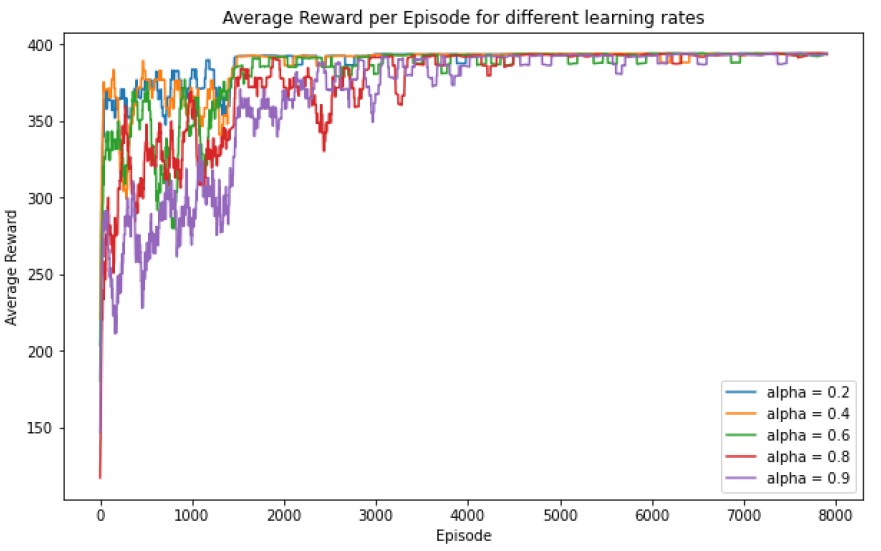 Average Reward per Episode for different learning rates
400
350
300
250
200
150
Average Reward
0 1000 2000 3000 4000 5000 6000 7000 8000
Episode
alpha = 0.2
alpha = 0.4
alpha = 0.6
alpha = 0.8
alpha = 0.9